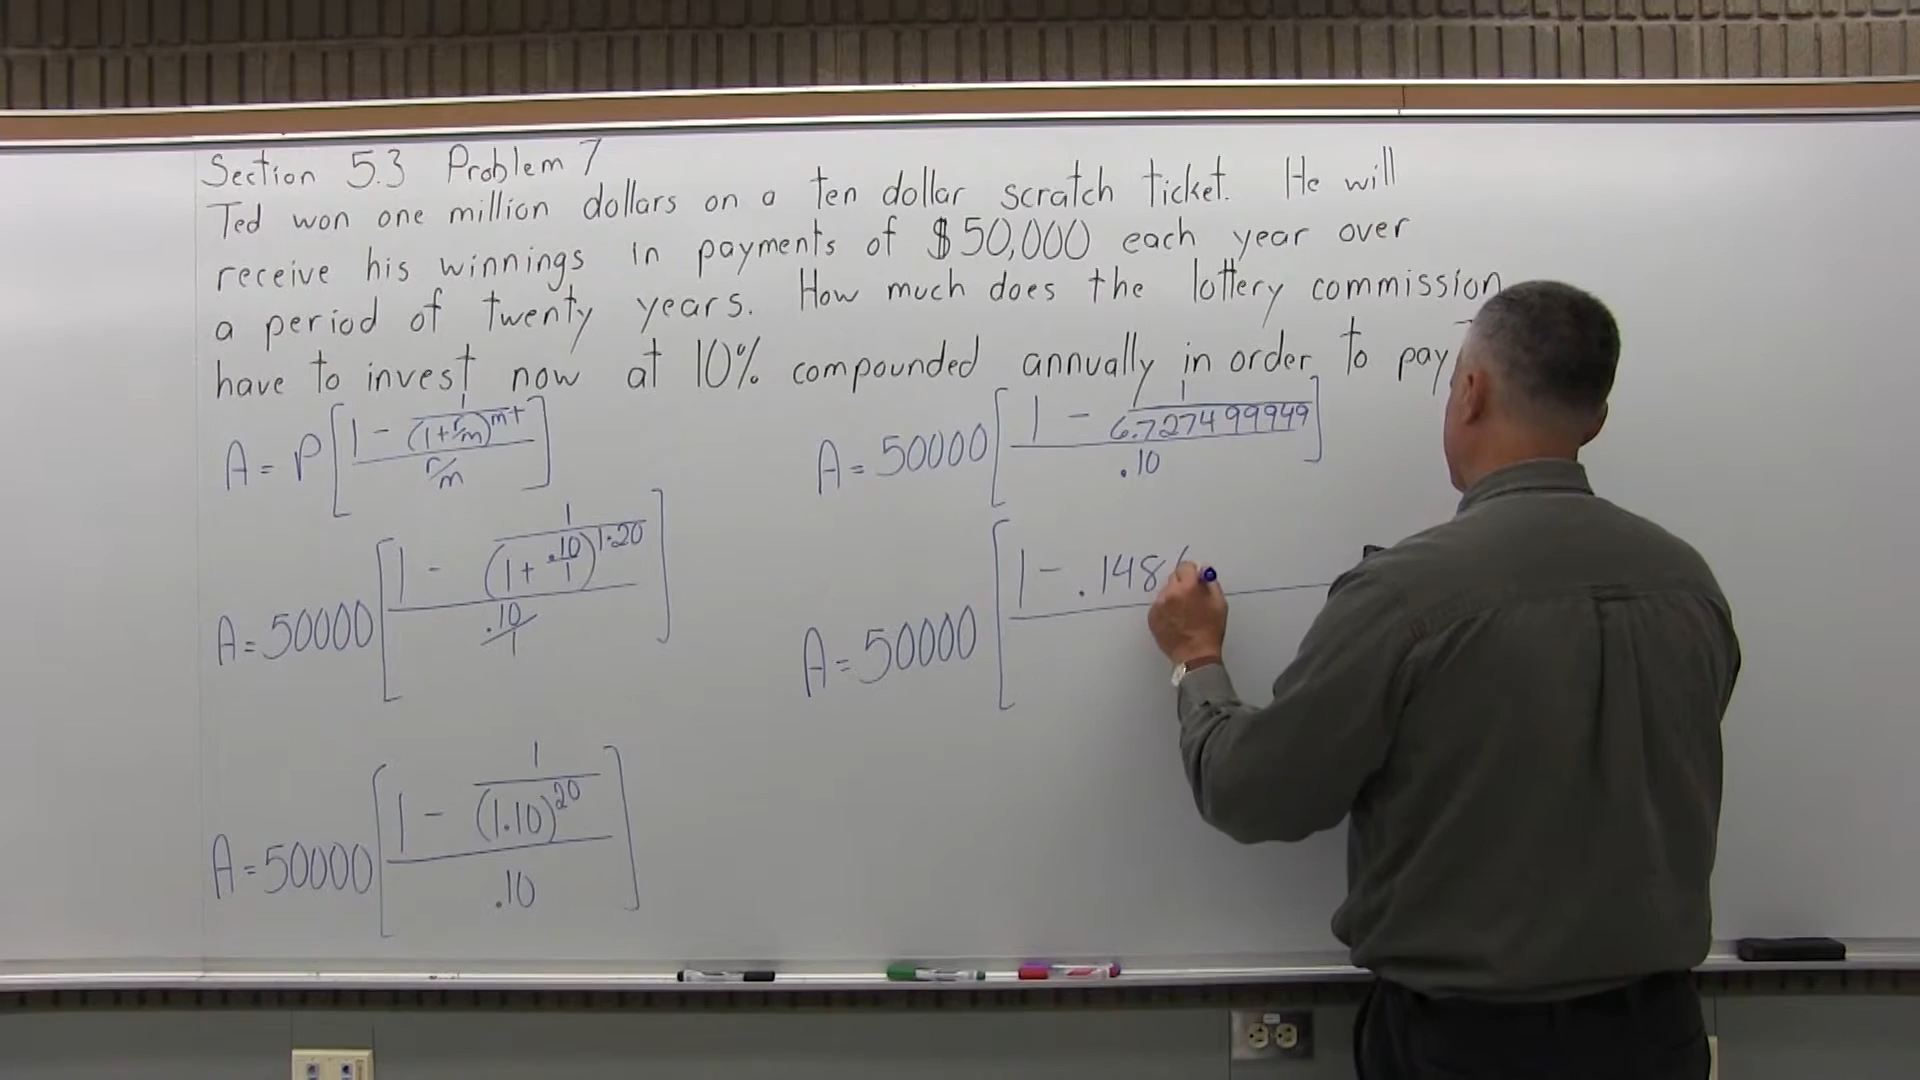 Section 5.3 Problem 7
Ted won one million dollars on a ten dollar scratch ticket. He will
receive his winnings in payments of $50,000 each year over
a period of twenty years. How much does the lottery commission
have to invest now at 10% compounded annually in order to pay
A = P[(1 - 1/(1+r/m)^mt)/(r/m)]
A = 50000[(1 - 1/(1+.10/1)^1·20)/(.10/1)]
A = 50000[(1 - 1/(1.10)^20)/.10]
A = 50000[(1 - 1/6.727499949)/.10]
A = 50000[1 - .148